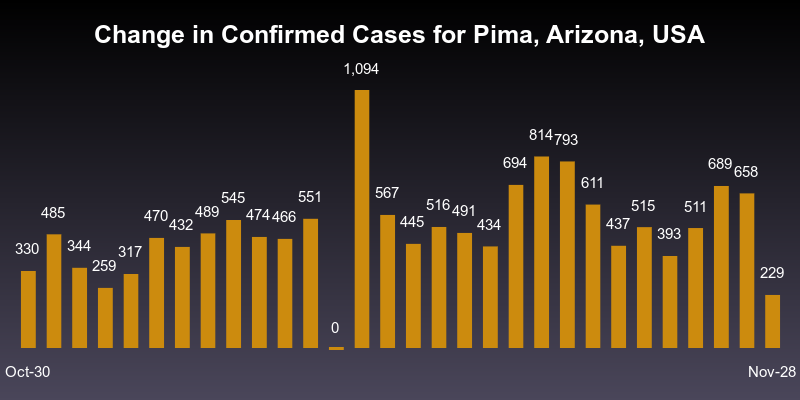 Change in Confirmed Cases for Pima, Arizona, USA
330 485 344 259 317 470 432 489 545 474 466 551 0 1,094 567 445 516 491 434 694 814 793 611 437 515 393 511 689 658 229
Oct-30 Nov-28